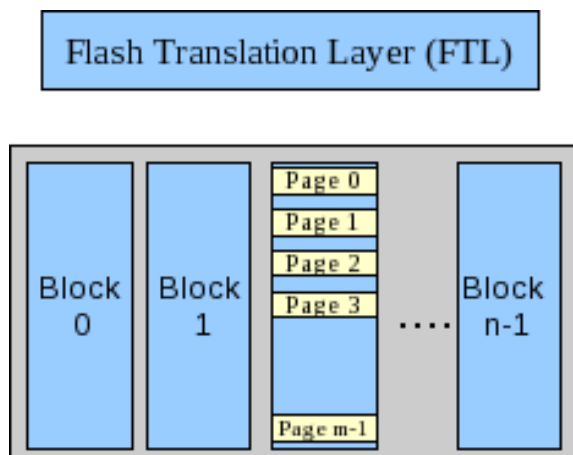 Flash Translation Layer (FTL)
Block
0
Block
1
Page 0
Page 1
Page 2
Page 3
Page m-1
....
Block
n-1